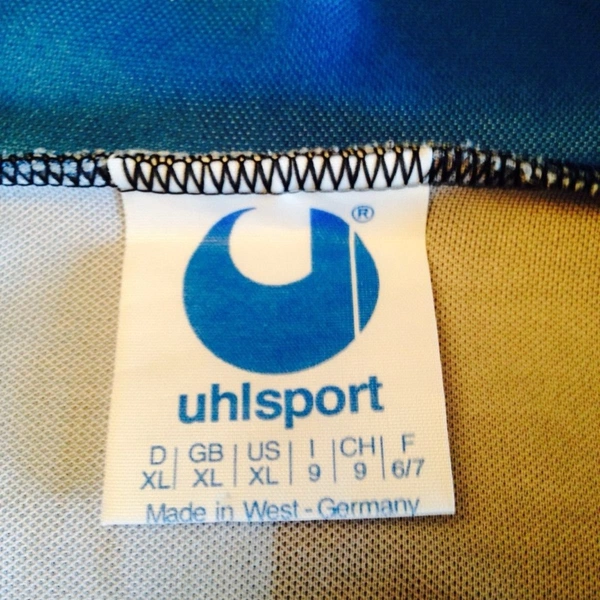 ®
uhlsport
D | GB | US | I | CH | F
XL | XL | XL | 9 | 9 | 6/7
Made in West-Germany